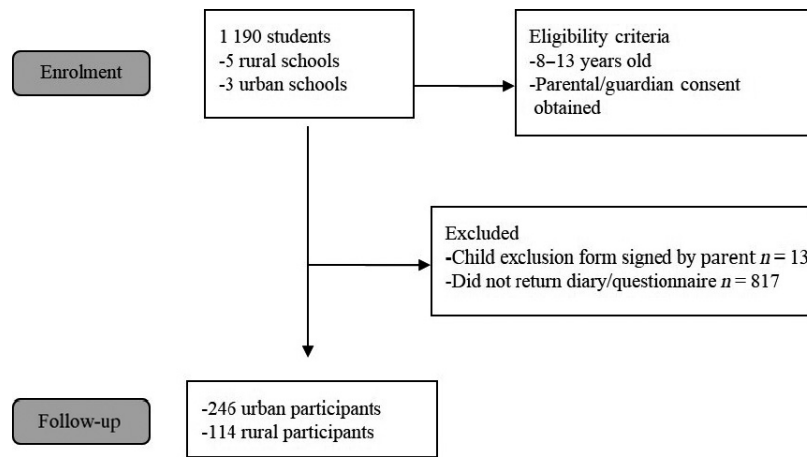 Enrolment
1 190 students
-5 rural schools
-3 urban schools
Eligibility criteria
-8–13 years old
-Parental/guardian consent
obtained
Excluded
-Child exclusion form signed by parent n = 13
-Did not return diary/questionnaire n = 817
Follow-up
-246 urban participants
-114 rural participants